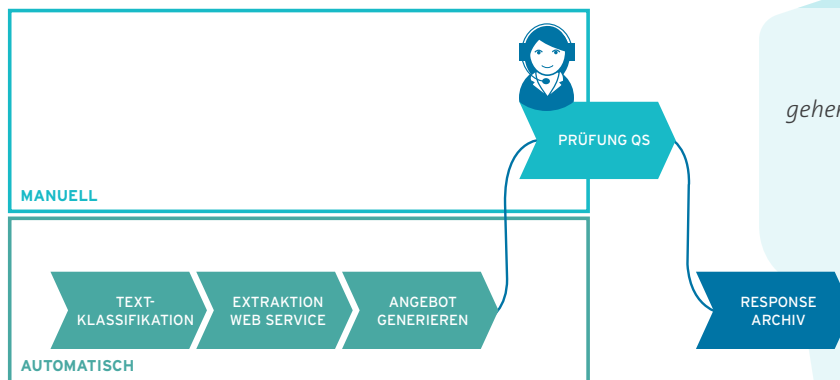 gehen
PRÜFUNG QS
MANUELL
TEXT-
KLASSIFIKATION
EXTRAKTION
WEB SERVICE
ANGEBOT
GENERIEREN
RESPONSE
ARCHIV
AUTOMATISCH